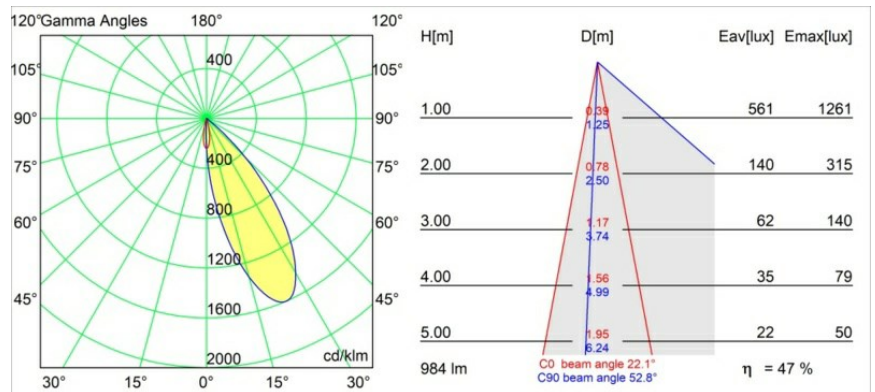 120° Gamma Angles 180° 120°
400
105° 105°
90° 90°
400
75° 75°
800
60° 60°
1200
45° 45°
1600
2000 cd/klm
30° 15° 0° 15° 30°
H[m] D[m] Eav[lux] Emax[lux]
1.00 0.39 561 1261
1.25
2.00 0.78 140 315
2.50
3.00 1.17 62 140
3.74
4.00 1.56 35 79
4.99
5.00 1.95 22 50
6.24
984 lm C0 beam angle 22.1° η = 47 %
C90 beam angle 52.8°